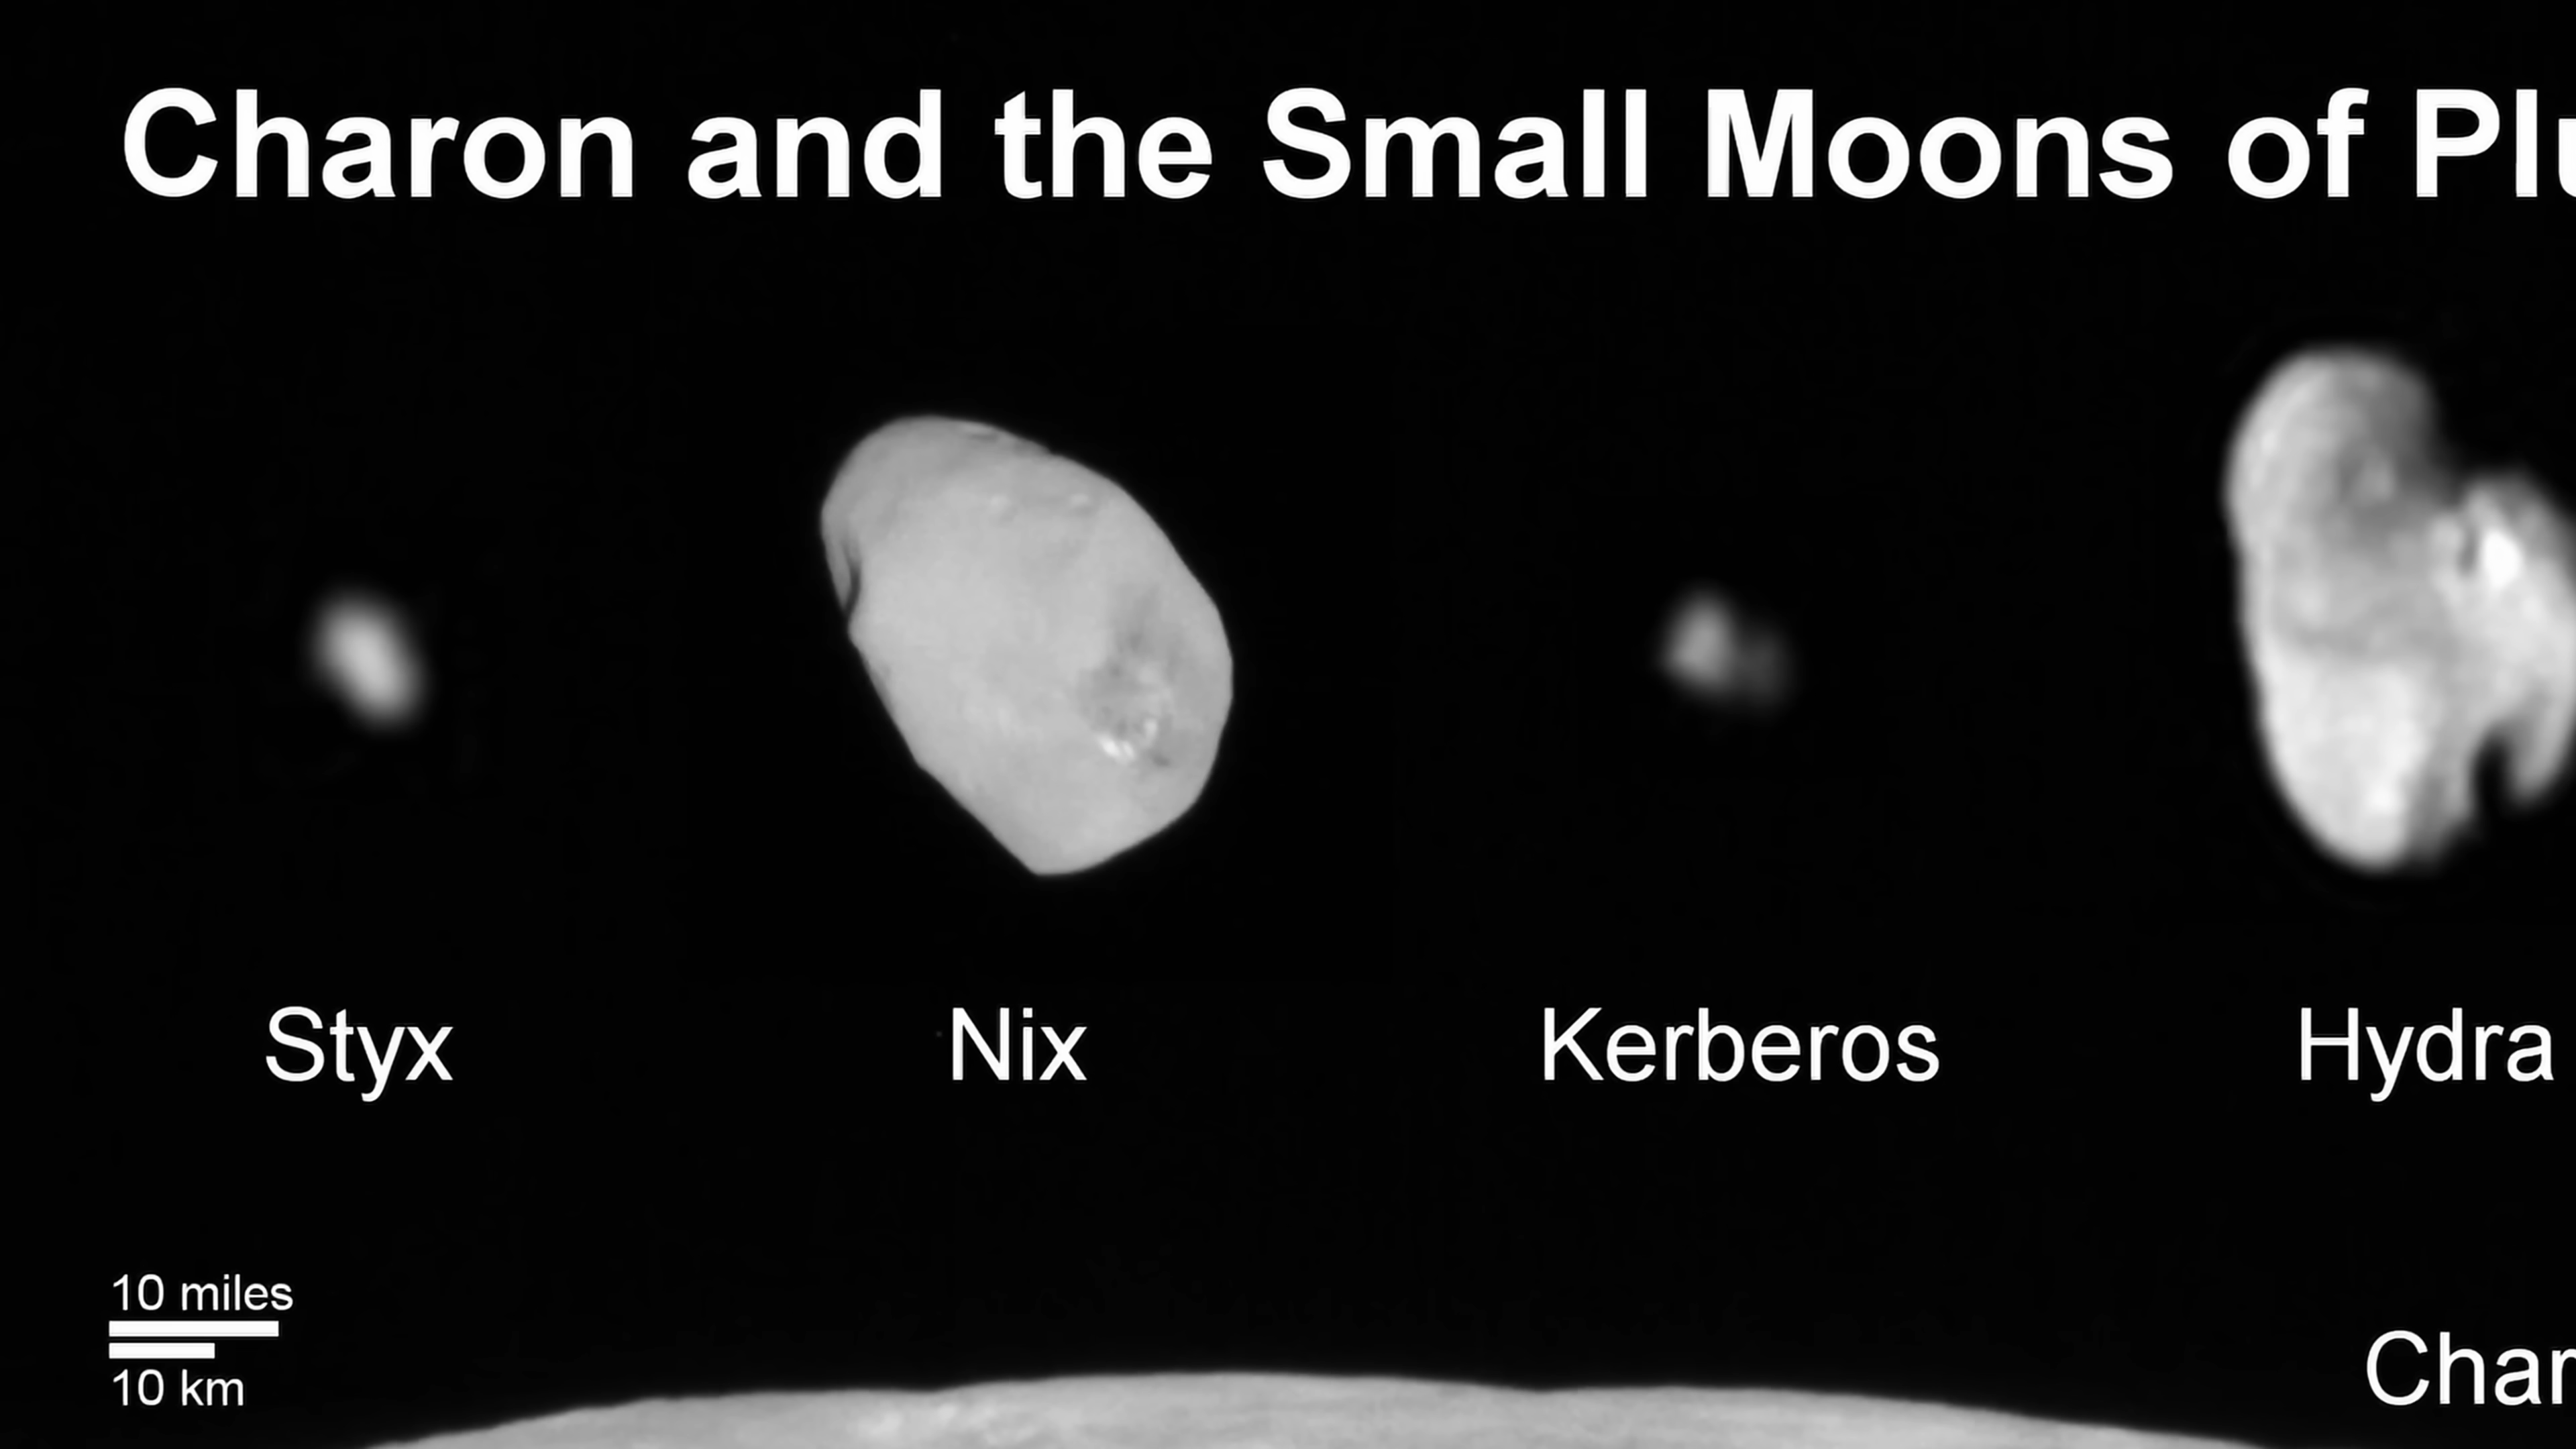 Charon and the Small Moons of Plu
Styx Nix Kerberos Hydra
10 miles
10 km
Char